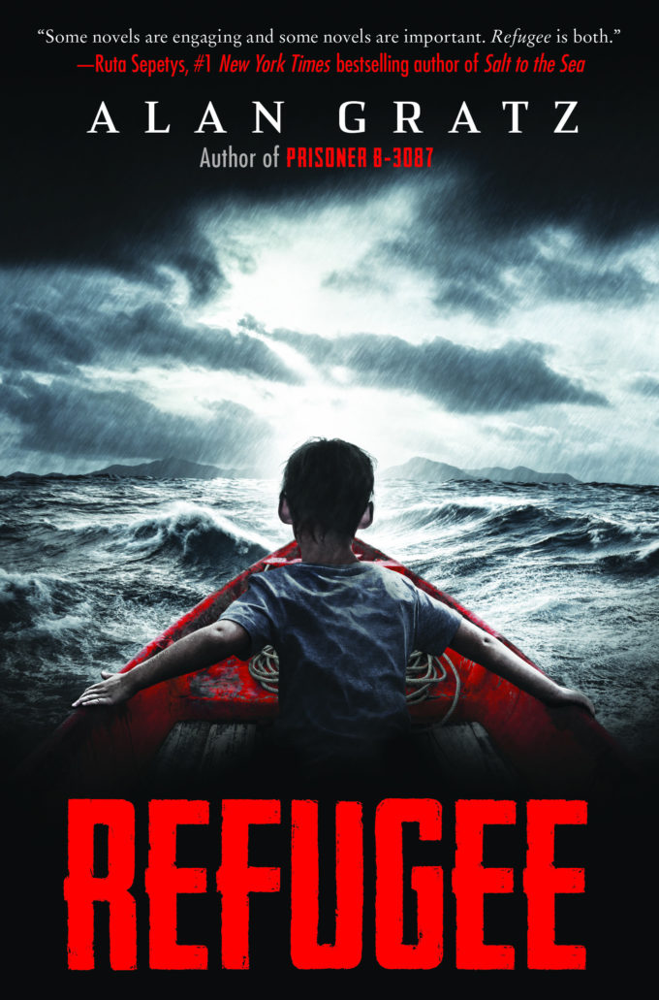 “Some novels are engaging and some novels are important. Refugee is both.”
—Ruta Sepetys, #1 New York Times bestselling author of Salt to the Sea
ALAN GRATZ
Author of PRISONER B-3087
REFUGEE